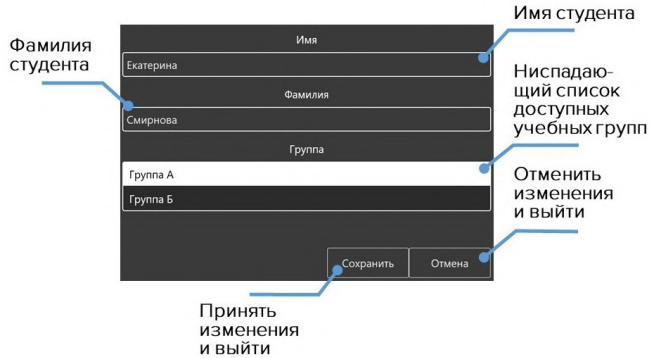 Имя студента
Имя
Фамилия
студента
Екатерина
Ниспадаю-
щий список
доступных
учебных групп
Фамилия
Смирнова
Группа
Группа А
Группа Б
Отменить
изменения
и выйти
Сохранить
Отмена
Принять
изменения
и выйти